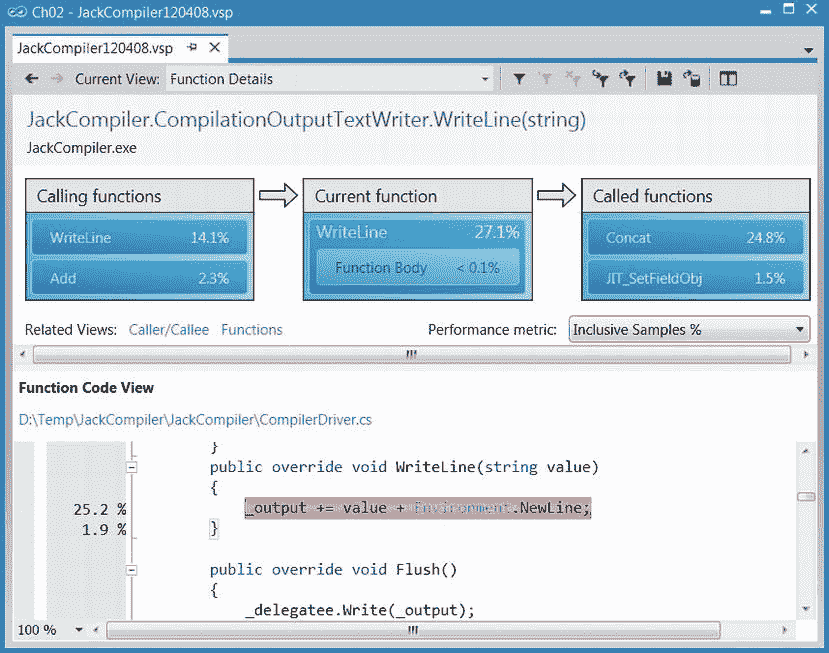 Ch02 - JackCompiler120408.vsp
JackCompiler120408.vsp
Current View: Function Details
JackCompiler.CompilationOutputTextWriter.WriteLine(string)
JackCompiler.exe
Calling functions
Current function
Called functions
WriteLine 14.1%
WriteLine 27.1%
Concat 24.8%
Add 2.3%
Function Body < 0.1%
JIT_SetFieldObj 1.5%
Related Views: Caller/Callee Functions Performance metric: Inclusive Samples %
Function Code View
D:\Temp\JackCompiler\JackCompiler\CompilerDriver.cs
}
public override void WriteLine(string value)
{
25.2 % _output += value + Environment.NewLine;
1.9 % }
public override void Flush()
{
_delegatee.Write(_output);
100 %